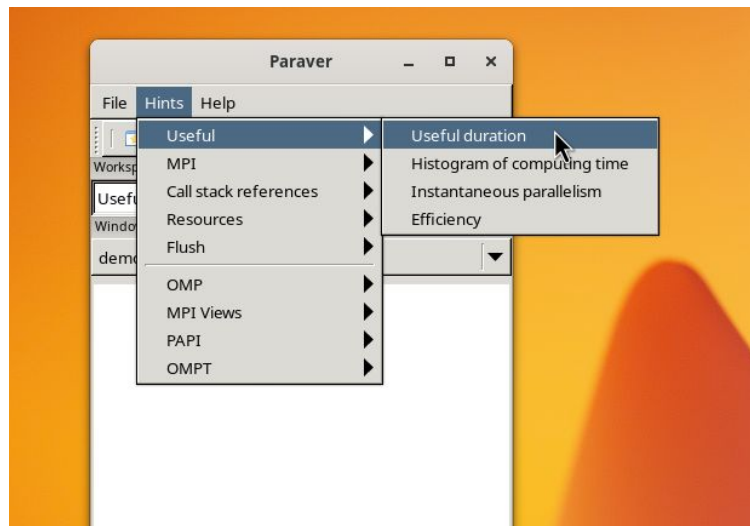 Paraver
File Hints Help
Useful
MPI
Call stack references
Resources
Flush
OMP
MPI Views
PAPI
OMPT
Useful duration
Histogram of computing time
Instantaneous parallelism
Efficiency